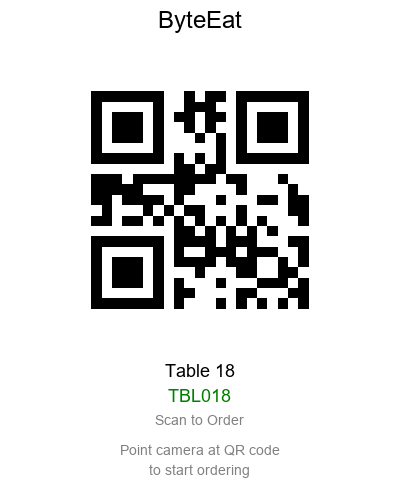 ByteEat
Table 18
TBL018
Scan to Order
Point camera at QR code
to start ordering